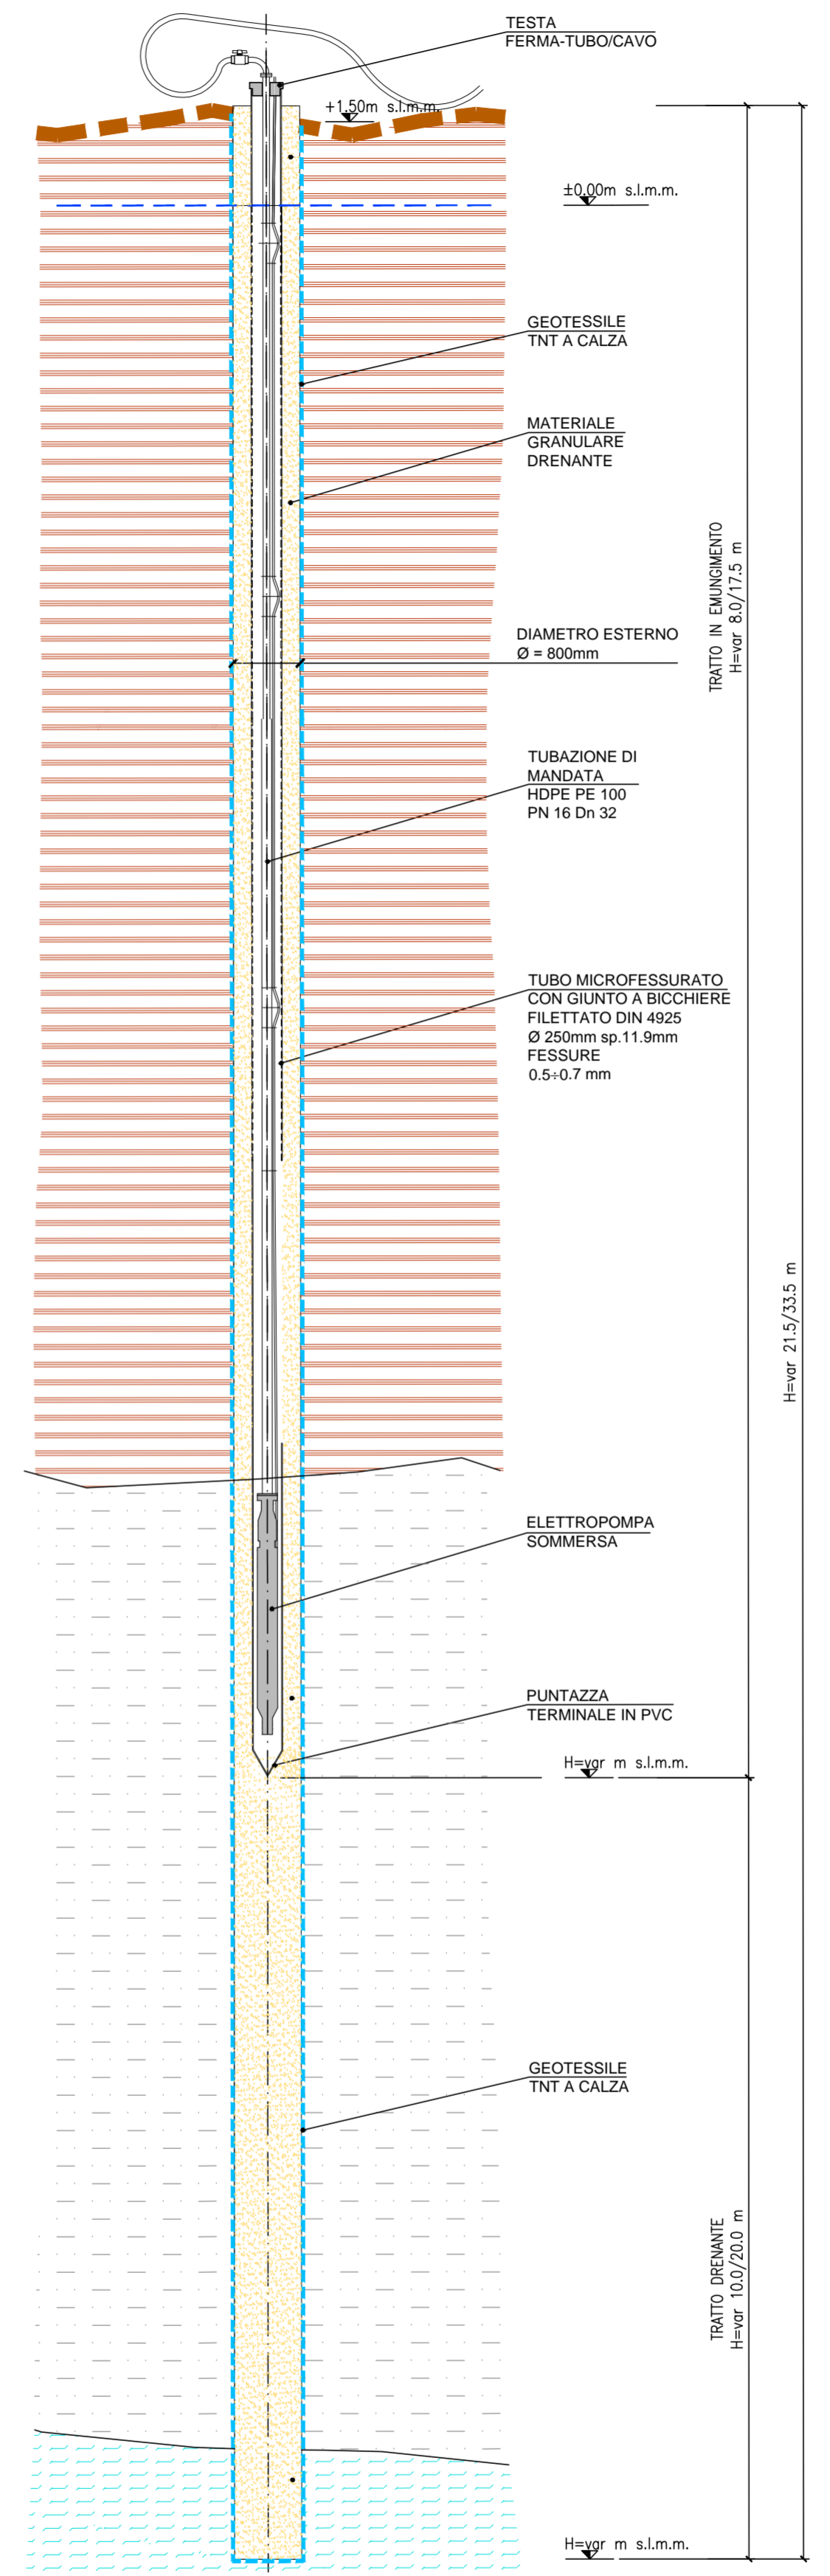 TESTA
FERMA-TUBO/CAVO
+1.50m s.l.m.m.
±0.00m s.l.m.m.
GEOTESSILE
TNT A CALZA
MATERIALE
GRANULARE
DRENANTE
TRATTO IN EMUNGIMENTO
H=var 8.0/17.5 m
DIAMETRO ESTERNO
Ø = 800mm
TUBAZIONE DI
MANDATA
HDPE PE 100
PN 16 Dn 32
TUBO MICROFESSURATO
CON GIUNTO A BICCHIERE
FILETTATO DIN 4925
Ø 250mm sp.11.9mm
FESSURE
0.5÷0.7 mm
H=var 21.5/33.5 m
ELETTROPOMPA
SOMMERSA
PUNTAZZA
TERMINALE IN PVC
H=var m s.l.m.m.
GEOTESSILE
TNT A CALZA
TRATTO DRENANTE
H=var 10.0/20.0 m
H=var m s.l.m.m.